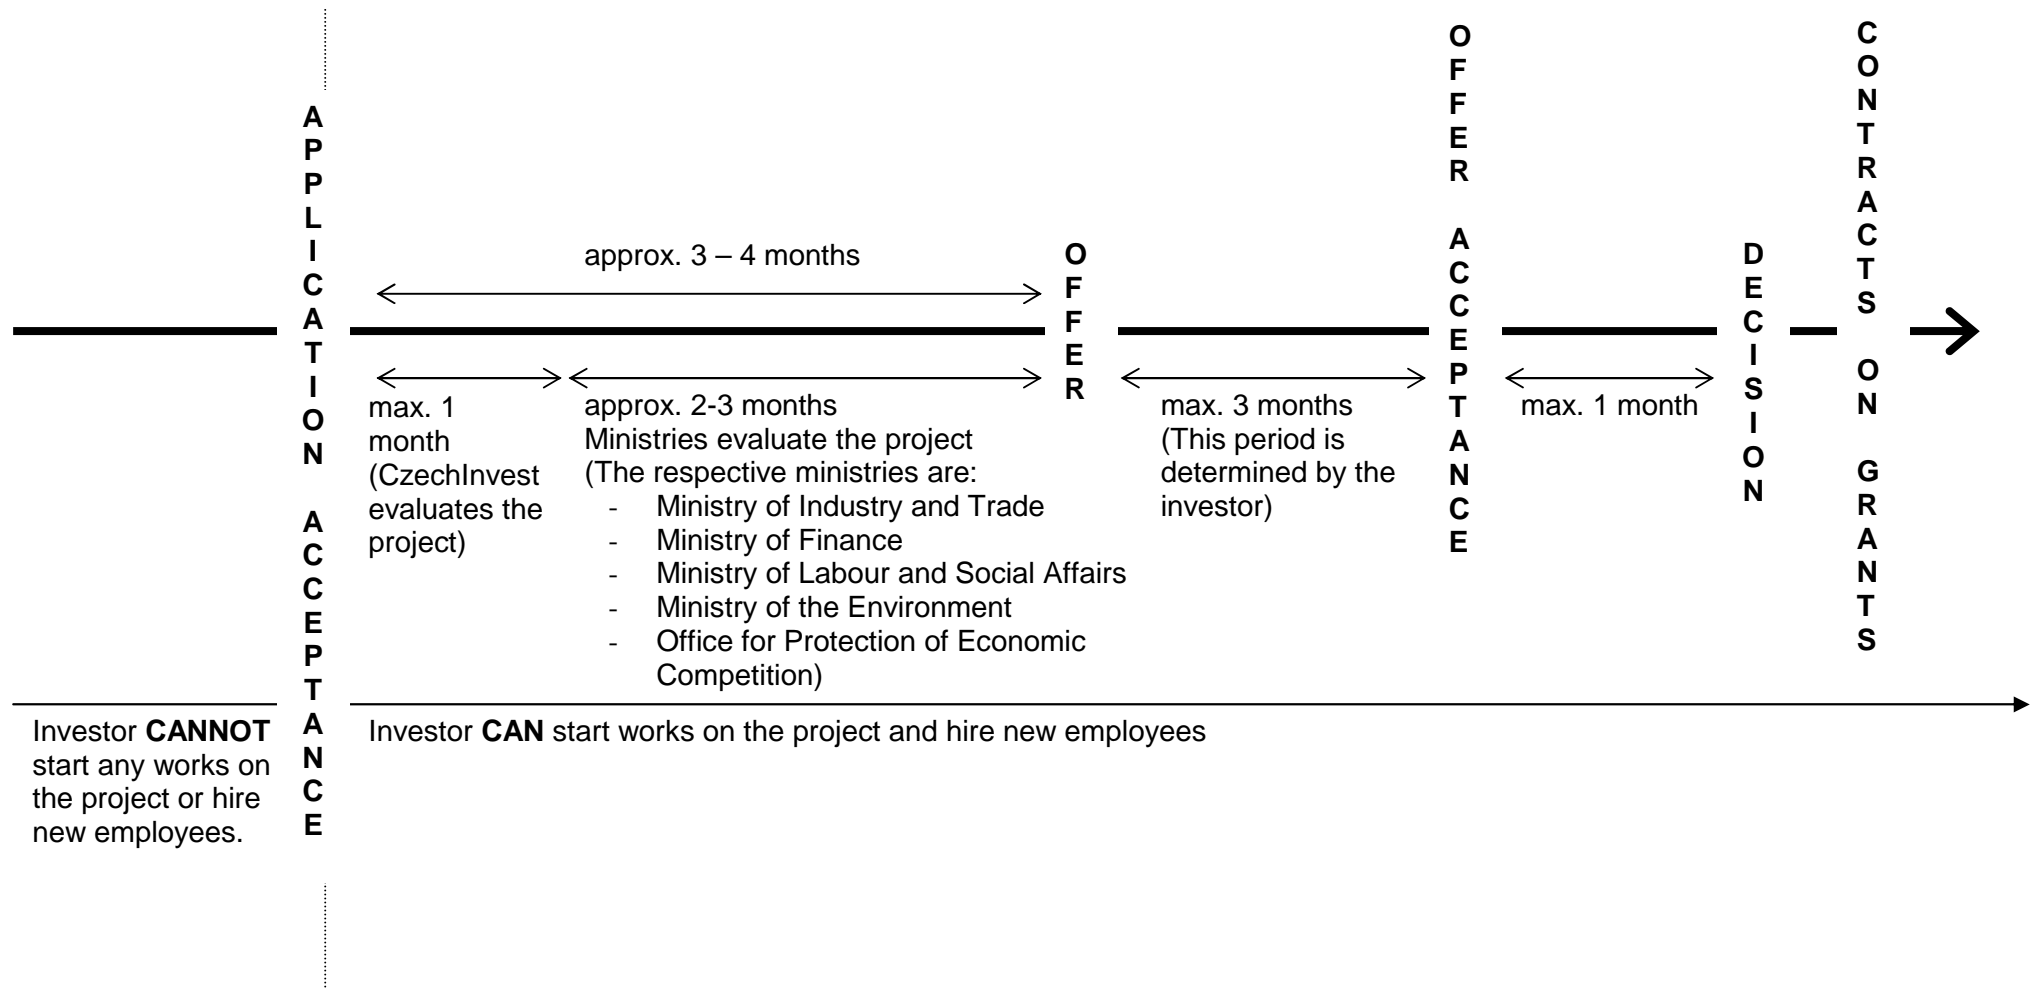 APPLICATION ACCEPTANCE
approx. 3 – 4 months
OFFER
OFFER ACCEPTANCE
DECISION
CONTRACTS ON GRANTS
max. 1
month
(CzechInvest
evaluates the
project)
approx. 2-3 months
Ministries evaluate the project
(The respective ministries are:
- Ministry of Industry and Trade
- Ministry of Finance
- Ministry of Labour and Social Affairs
- Ministry of the Environment
- Office for Protection of Economic
Competition)
max. 3 months
(This period is
determined by the
investor)
max. 1 month
Investor CANNOT
start any works on
the project or hire
new employees.
Investor CAN start works on the project and hire new employees